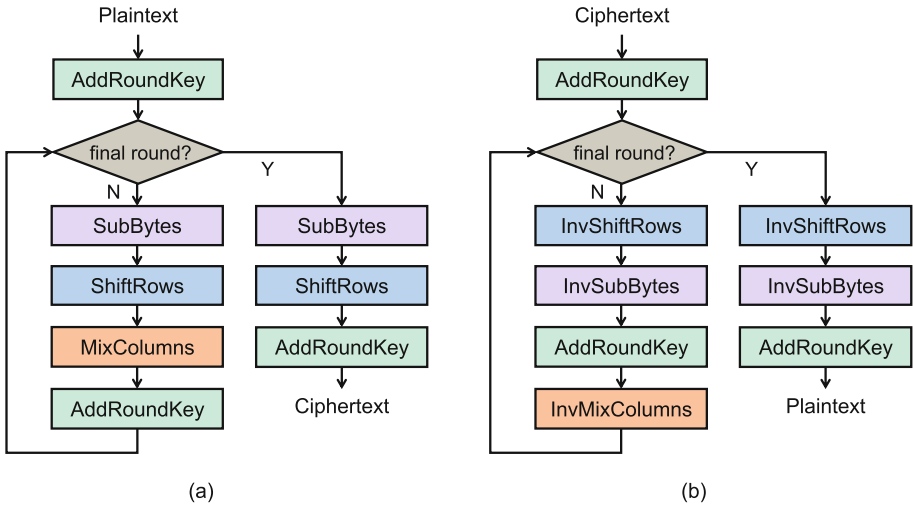 Plaintext
AddRoundKey
final round?
Y
N
SubBytes
SubBytes
ShiftRows
ShiftRows
MixColumns
AddRoundKey
AddRoundKey
Ciphertext
(a)
Ciphertext
AddRoundKey
final round?
Y
N
InvShiftRows
InvShiftRows
InvSubBytes
InvSubBytes
AddRoundKey
AddRoundKey
InvMixColumns
Plaintext
(b)